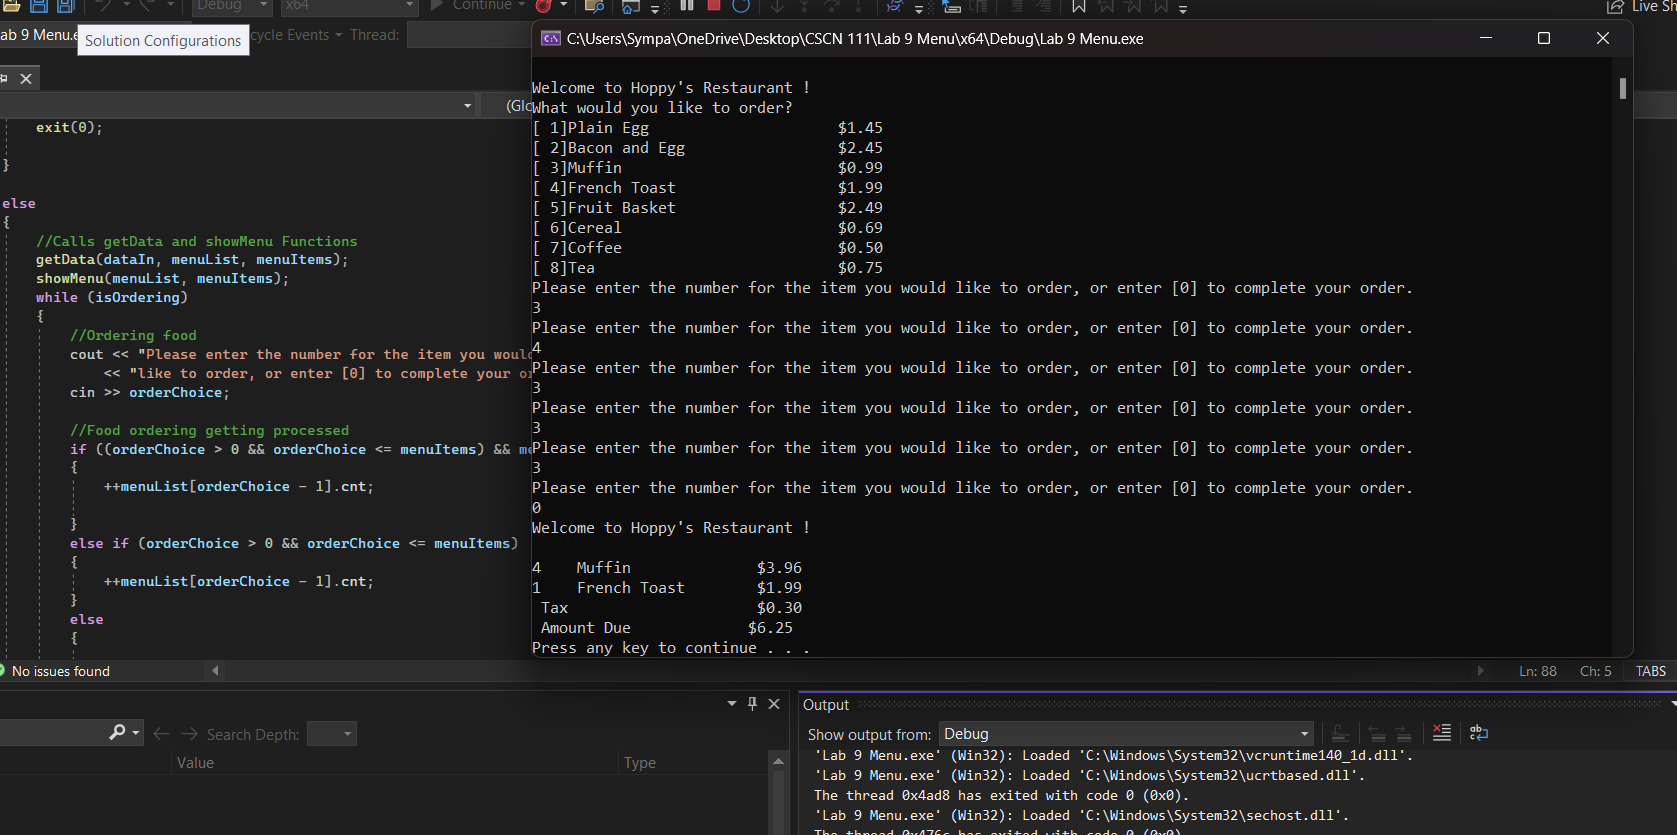 Debug
x64
Continue
Live Sh
ab 9 Menu.e
Solution Configurations
cycle Events
Thread:
C:\Users\Sympa\OneDrive\Desktop\CSCN 111\Lab 9 Menu\x64\Debug\Lab 9 Menu.exe
(Glo
exit(0);
}
else
{
//Calls getData and showMenu Functions
getData(dataIn, menuList, menuItems);
showMenu(menuList, menuItems);
while (isOrdering)
{
//Ordering food
cout << "Please enter the number for the item you would
<< "like to order, or enter [0] to complete your or
cin >> orderChoice;
//Food ordering getting processed
if ((orderChoice > 0 && orderChoice <= menuItems) && me
{
++menuList[orderChoice - 1].cnt;
}
else if (orderChoice > 0 && orderChoice <= menuItems)
{
++menuList[orderChoice - 1].cnt;
}
else
{
Welcome to Hoppy's Restaurant !
What would you like to order?
[ 1]Plain Egg $1.45
[ 2]Bacon and Egg $2.45
[ 3]Muffin $0.99
[ 4]French Toast $1.99
[ 5]Fruit Basket $2.49
[ 6]Cereal $0.69
[ 7]Coffee $0.50
[ 8]Tea $0.75
Please enter the number for the item you would like to order, or enter [0] to complete your order.
3
Please enter the number for the item you would like to order, or enter [0] to complete your order.
4
Please enter the number for the item you would like to order, or enter [0] to complete your order.
3
Please enter the number for the item you would like to order, or enter [0] to complete your order.
3
Please enter the number for the item you would like to order, or enter [0] to complete your order.
3
Please enter the number for the item you would like to order, or enter [0] to complete your order.
0
Welcome to Hoppy's Restaurant !
4 Muffin $3.96
1 French Toast $1.99
Tax $0.30
Amount Due $6.25
Press any key to continue . . .
No issues found
Ln: 88 Ch: 5 TABS
Search Depth:
Value Type
Output
Show output from: Debug
'Lab 9 Menu.exe' (Win32): Loaded 'C:\Windows\System32\vcruntime140_1d.dll'.
'Lab 9 Menu.exe' (Win32): Loaded 'C:\Windows\System32\ucrtbased.dll'.
The thread 0x4ad8 has exited with code 0 (0x0).
'Lab 9 Menu.exe' (Win32): Loaded 'C:\Windows\System32\sechost.dll'.
The thread 0x476c has exited with code 0 (0x0)